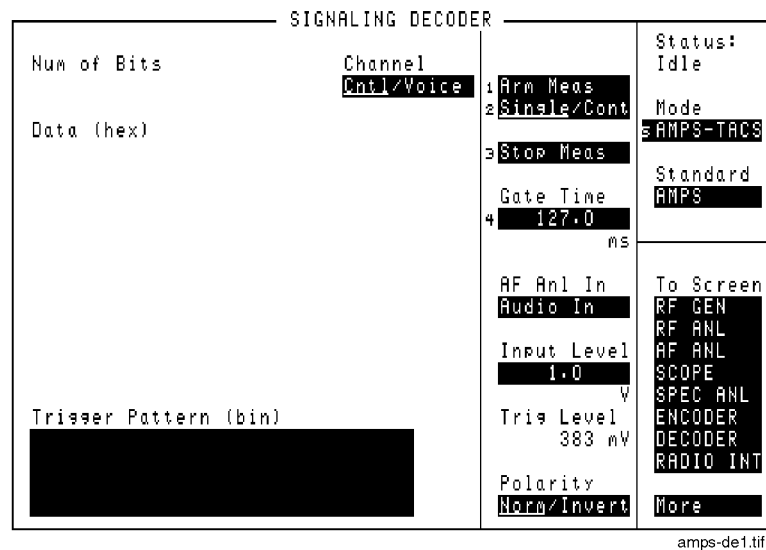 SIGNALING DECODER
Num of Bits
Channel
Cntl/Voice
Data (hex)
Trigger Pattern (bin)
1 Arm Meas
2 Single/Cont
3 Stop Meas
Gate Time
4 127.0
ms
AF Anl In
Audio In
Input Level
1.0
V
Trig Level
383 mV
Polarity
Norm/Invert
Status:
Idle
Mode
5 AMPS-TACS
Standard
AMPS
To Screen
RF GEN
RF ANL
AF ANL
SCOPE
SPEC ANL
ENCODER
DECODER
RADIO INT
More
amps-de1.tif